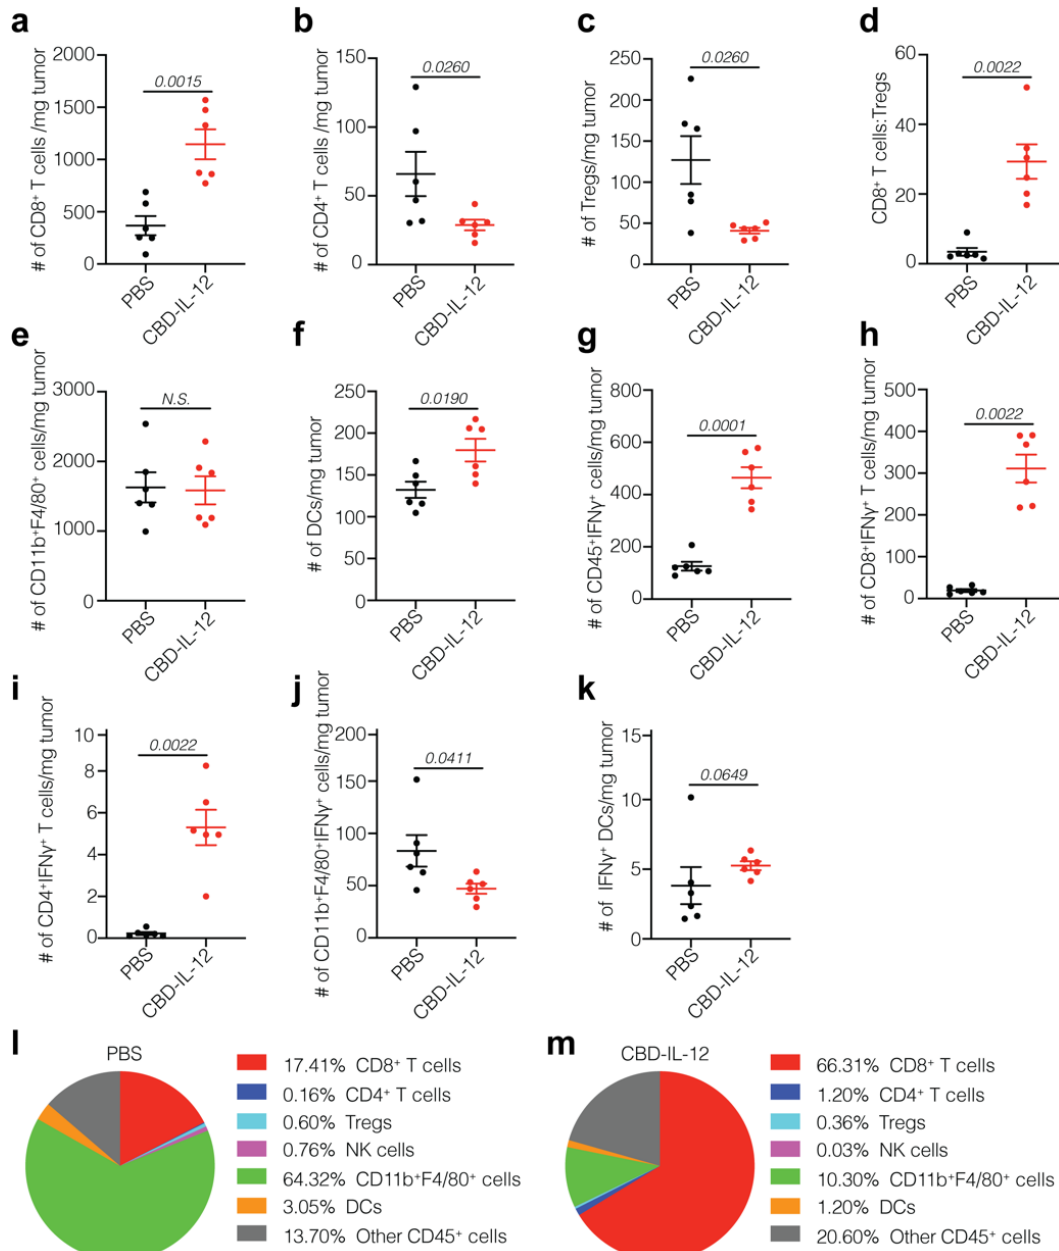 a
# of CD8⁺ T cells /mg tumor
2000
1500
1000
500
0
0.0015
PBS
CBD-IL-12
b
# of CD4⁺ T cells /mg tumor
150
100
50
0
0.0260
PBS
CBD-IL-12
c
# of Tregs/mg tumor
250
200
150
100
50
0
0.0260
PBS
CBD-IL-12
d
CD8⁺ T cells:Tregs
60
40
20
0
0.0022
PBS
CBD-IL-12
e
# of CD11b⁺F4/80⁺ cells/mg tumor
3000
2000
1000
0
N.S.
PBS
CBD-IL-12
f
# of DCs/mg tumor
250
200
150
100
50
0
0.0190
PBS
CBD-IL-12
g
# of CD45⁺IFNγ⁺ cells/mg tumor
800
600
400
200
0
0.0001
PBS
CBD-IL-12
h
# of CD8⁺IFNγ⁺ T cells/mg tumor
500
400
300
200
100
0
0.0022
PBS
CBD-IL-12
i
# of CD4⁺IFNγ⁺ T cells/mg tumor
10
8
6
4
2
0
0.0022
PBS
CBD-IL-12
j
# of CD11b⁺F4/80⁺IFNγ⁺ cells/mg tumor
200
150
100
50
0
0.0411
PBS
CBD-IL-12
k
# of IFNγ⁺ DCs/mg tumor
15
10
5
0
0.0649
PBS
CBD-IL-12
l
PBS
17.41% CD8⁺ T cells
0.16% CD4⁺ T cells
0.60% Tregs
0.76% NK cells
64.32% CD11b⁺F4/80⁺ cells
3.05% DCs
13.70% Other CD45⁺ cells
m
CBD-IL-12
66.31% CD8⁺ T cells
1.20% CD4⁺ T cells
0.36% Tregs
0.03% NK cells
10.30% CD11b⁺F4/80⁺ cells
1.20% DCs
20.60% Other CD45⁺ cells